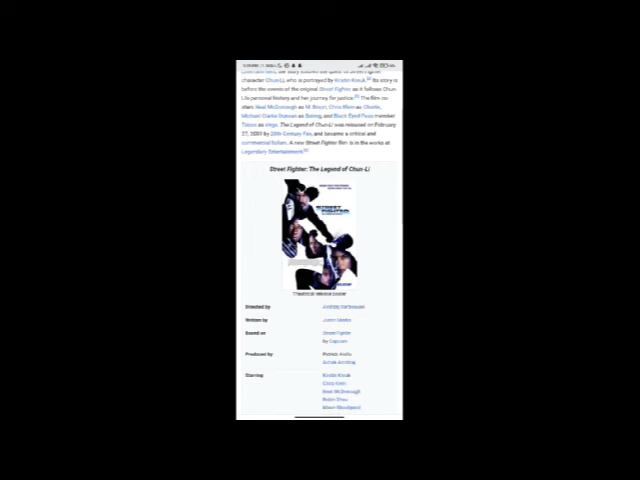 character Chun-Li, who is portrayed by Kristin Kreuk. Its story is
before the events of the original Street Fighter as it follows Chun-
Li's personal history and her journey for justice. The film co-
stars Neal McDonough as M. Bison, Chris Klein as Charlie,
Michael Clarke Duncan as Balrog, and Black Eyed Peas member
Taboo as Vega. The Legend of Chun-Li was released on February
27, 2009 by 20th Century Fox, and became a critical and
commercial failure. A new Street Fighter film is in the works at
Legendary Entertainment.
Street Fighter: The Legend of Chun-Li
STREET
FIGHTER
Theatrical release poster
Directed by Andrzej Bartkowiak
Written by Justin Marks
Based on Street Fighter
by Capcom
Produced by Patrick Aiello
Ashok Amritraj
Starring Kristin Kreuk
Chris Klein
Neal McDonough
Robin Shou
Moon Bloodgood